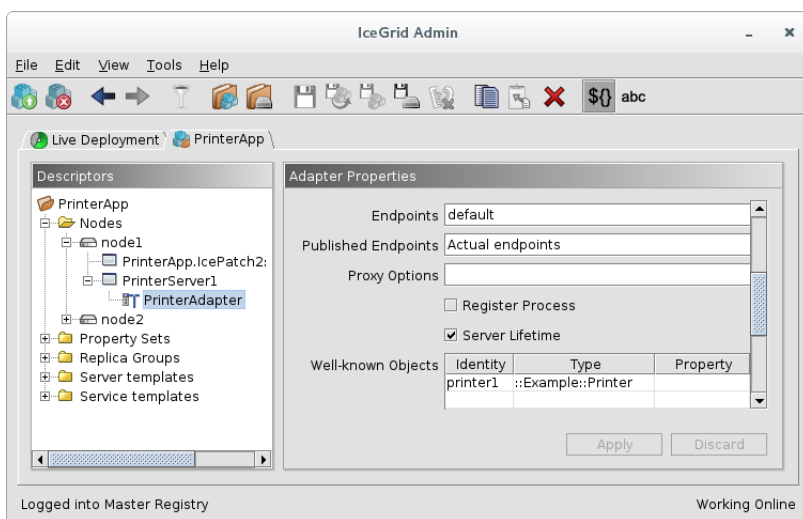 IceGrid Admin
File Edit View Tools Help
${} abc
Live Deployment PrinterApp
Descriptors
PrinterApp
Nodes
node1
PrinterApp.IcePatch2:
PrinterServer1
PrinterAdapter
node2
Property Sets
Replica Groups
Server templates
Service templates
Adapter Properties
Endpoints default
Published Endpoints Actual endpoints
Proxy Options
Register Process
Server Lifetime
Well-known Objects Identity Type Property
printer1 ::Example::Printer
Apply Discard
Logged into Master Registry Working Online